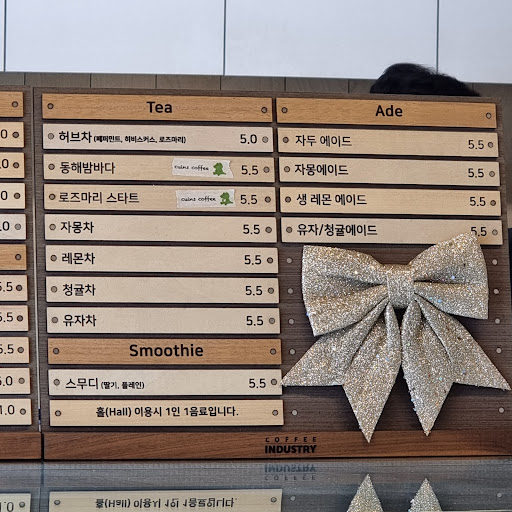 Tea
허브차 (페퍼민트, 히비스커스, 로즈마리) 5.0
동해밤바다 cuins coffee 5.5
로즈마리 스타트 cuins coffee 5.5
자몽차 5.5
레몬차 5.5
청귤차 5.5
유자차 5.5
Smoothie
스무디 (딸기, 플레인) 5.5
홀(Hall) 이용시 1인 1음료입니다.
Ade
자두 에이드 5.5
자몽에이드 5.5
생 레몬 에이드 5.5
유자/청귤에이드 5.5
COFFEE
INDUSTRY